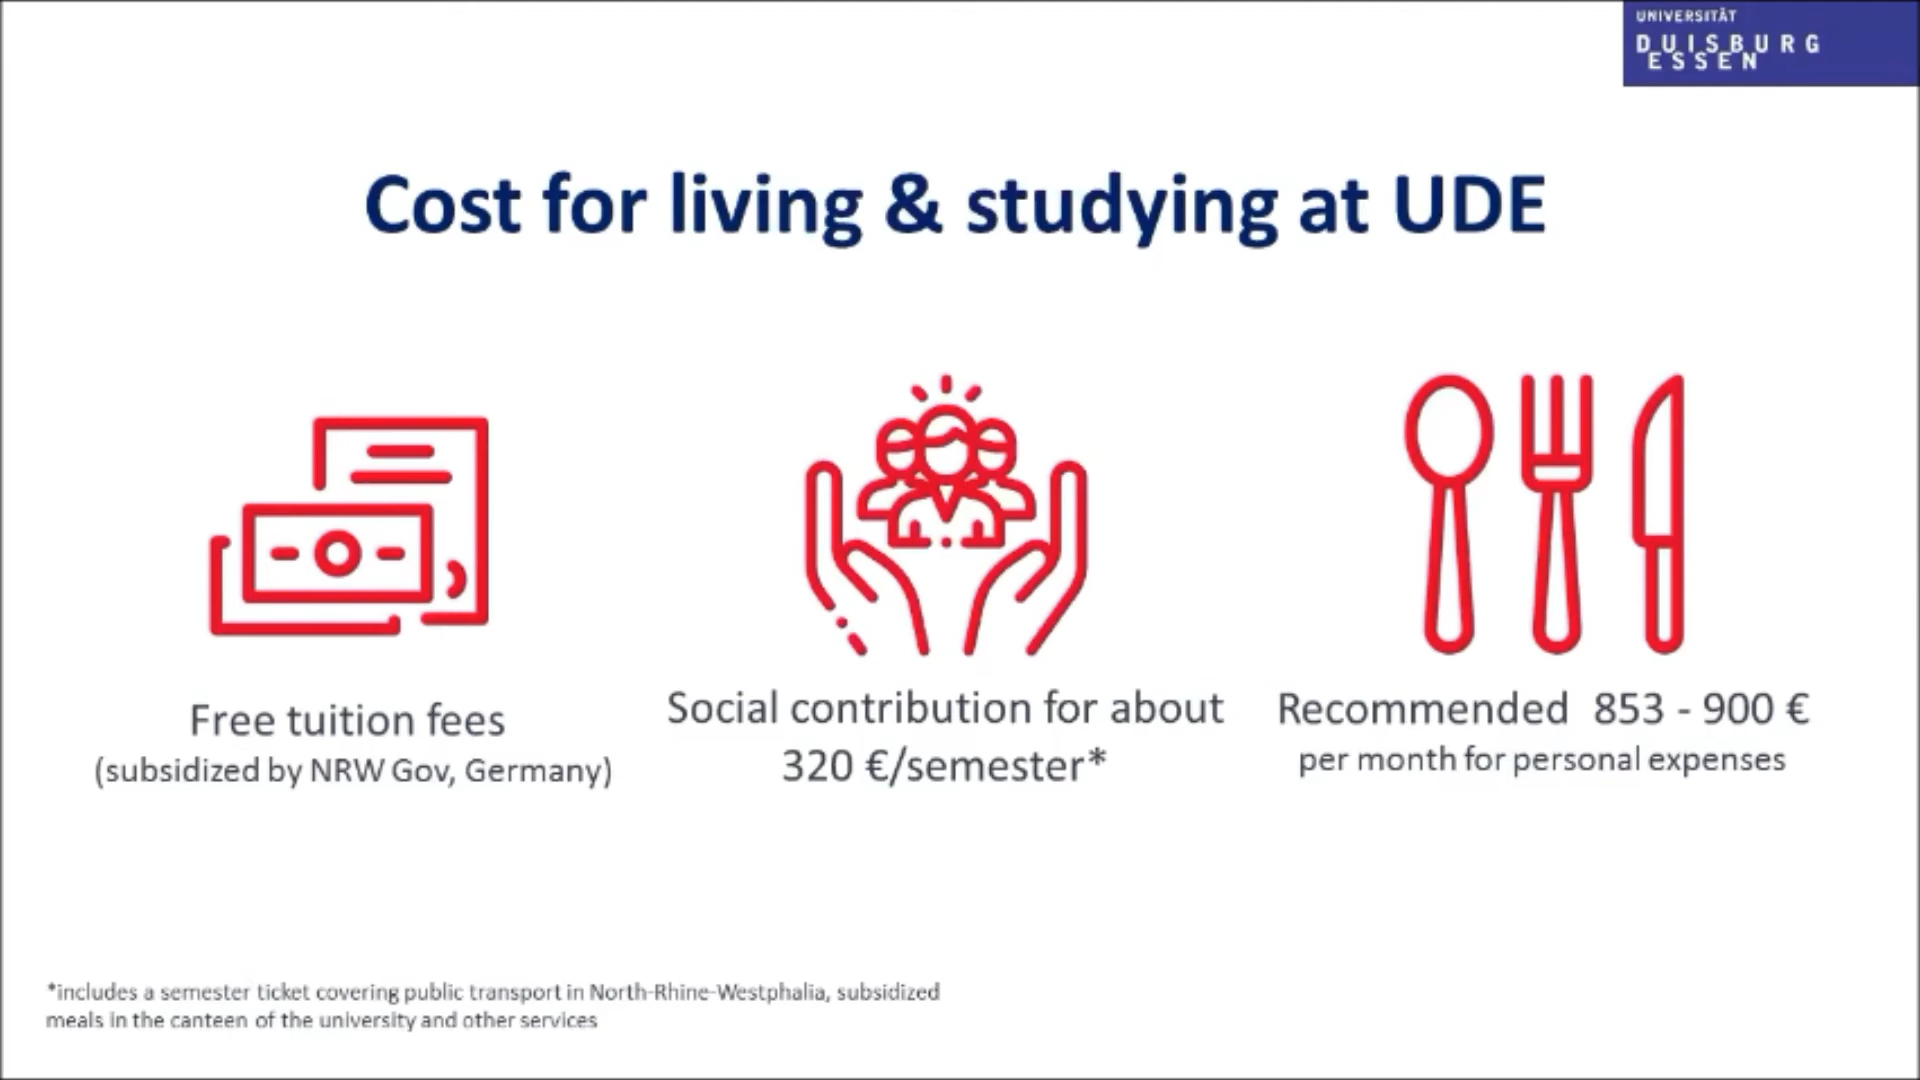 UNIVERSITÄT
DUISBURG
ESSEN
Cost for living & studying at UDE
Free tuition fees
(subsidized by NRW Gov, Germany)
Social contribution for about
320 €/semester*
Recommended 853 - 900 €
per month for personal expenses
*includes a semester ticket covering public transport in North-Rhine-Westphalia, subsidized
meals in the canteen of the university and other services